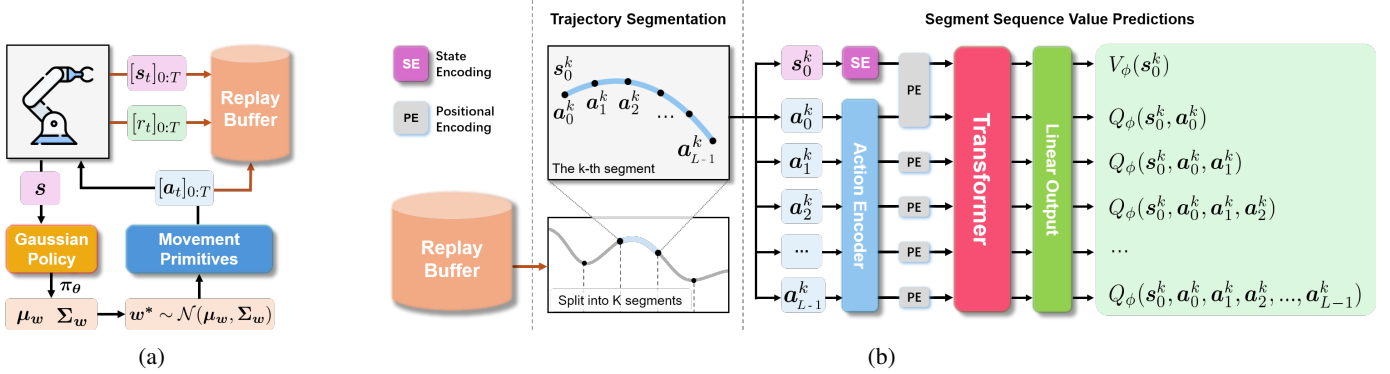 [s_t]_{0:T}
[r_t]_{0:T}
Replay
Buffer
s
[a_t]_{0:T}
Gaussian
Policy
Movement
Primitives
π_θ
μ_w Σ_w
w* ∼ N(μ_w, Σ_w)
(a)
SE
State
Encoding
PE
Positional
Encoding
Replay
Buffer
Trajectory Segmentation
s_0^k
a_0^k
a_1^k
a_2^k
...
a_{L-1}^k
The k-th segment
Split into K segments
Segment Sequence Value Predictions
s_0^k
a_0^k
a_1^k
a_2^k
...
a_{L-1}^k
SE
Action Encoder
PE
PE
PE
PE
PE
Transformer
Linear Output
V_ϕ(s_0^k)
Q_ϕ(s_0^k, a_0^k)
Q_ϕ(s_0^k, a_0^k, a_1^k)
Q_ϕ(s_0^k, a_0^k, a_1^k, a_2^k)
...
Q_ϕ(s_0^k, a_0^k, a_1^k, a_2^k, ..., a_{L-1}^k)
(b)